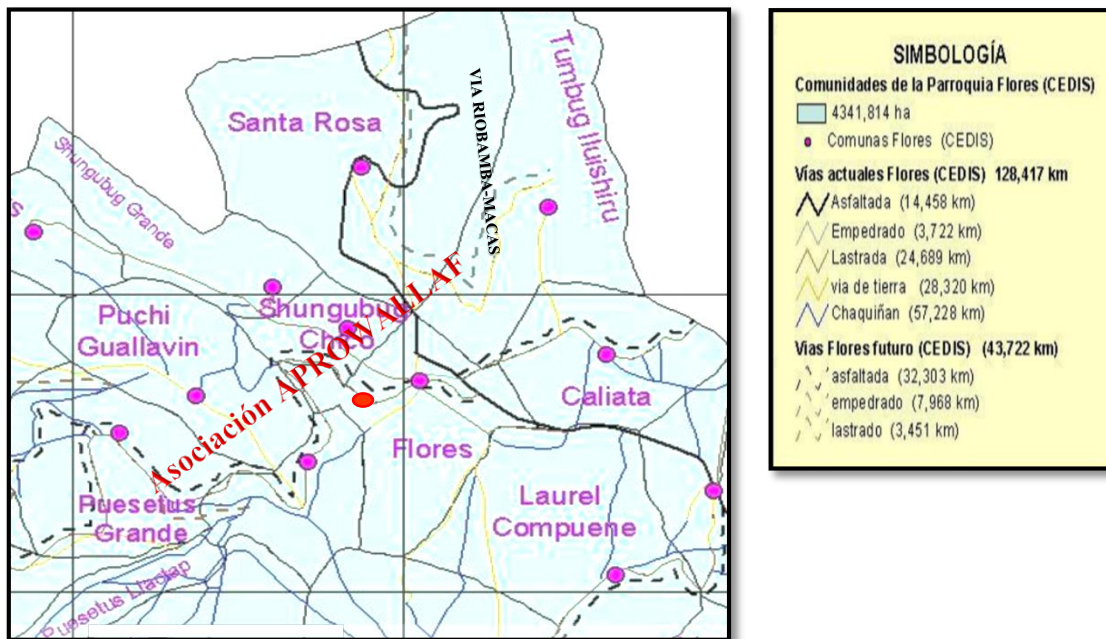 Santa Rosa
VIA RIOBAMBA-MACAS
Tumbug Iluishiru
Shungubug Grande
s
Shungubug
Chico
Puchi
Guallavin
Asociación APROWALLAF
Caliata
Flores
Laurel
Compuene
Puesetus
Grande
Puesetus Llactap
SIMBOLOGÍA
Comunidades de la Parroquia Flores (CEDIS)
4341,814 ha
Comunas Flores (CEDIS)
Vías actuales Flores (CEDIS) 128,417 km
Asfaltada (14,458 km)
Empedrado (3,722 km)
Lastrada (24,689 km)
via de tierra (28,320 km)
Chaquiñan (57,228 km)
Vías Flores futuro (CEDIS) (43,722 km)
asfaltada (32,303 km)
empedrado (7,968 km)
lastrado (3,451 km)